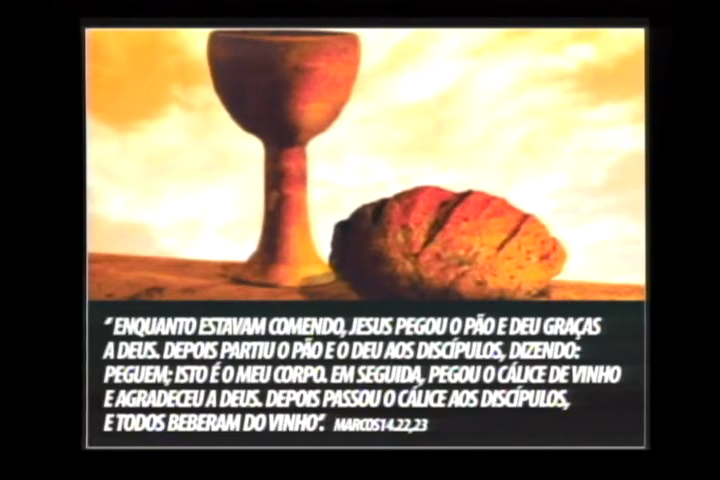 “ ENQUANTO ESTAVAM COMENDO, JESUS PEGOU O PÃO E DEU GRAÇAS
A DEUS. DEPOIS PARTIU O PÃO E O DEU AOS DISCÍPULOS, DIZENDO:
PEGUEM; ISTO É O MEU CORPO. EM SEGUIDA, PEGOU O CÁLICE DE VINHO
E AGRADECEU A DEUS. DEPOIS PASSOU O CÁLICE AOS DISCÍPULOS,
E TODOS BEBERAM DO VINHO”. MARCOS 14.22,23